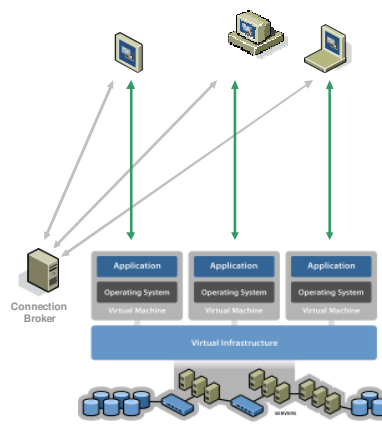 Application
Application
Application
Operating System
Operating System
Operating System
Virtual Machine
Virtual Machine
Virtual Machine
Connection
Broker
Virtual Infrastructure
SERVERS